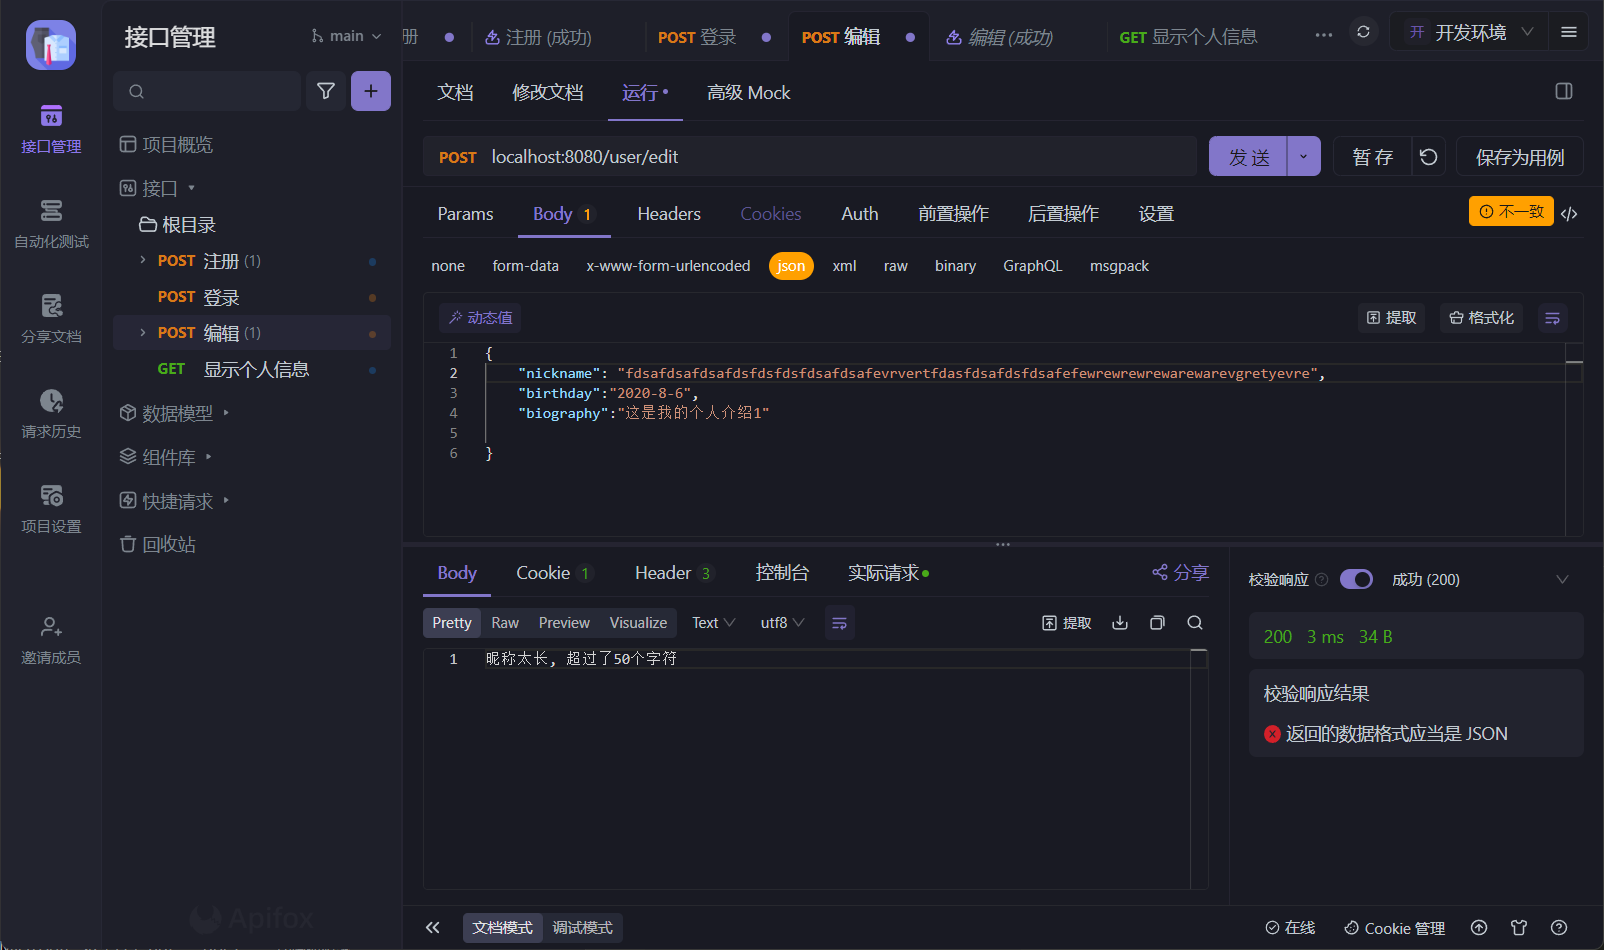 接口管理
main
册
注册 (成功)
POST 登录
POST 编辑
编辑 (成功)
GET 显示个人信息
开 开发环境
接口管理
自动化测试
分享文档
请求历史
项目设置
邀请成员
项目概览
接口
根目录
POST 注册 (1)
POST 登录
POST 编辑 (1)
GET 显示个人信息
数据模型
组件库
快捷请求
回收站
Apifox
文档 修改文档 运行 高级 Mock
POST localhost:8080/user/edit
发 送
暂 存
保存为用例
Params Body 1 Headers Cookies Auth 前置操作 后置操作 设置
不一致
none form-data x-www-form-urlencoded json xml raw binary GraphQL msgpack
动态值
提取 格式化
1 {
2 "nickname": "fdsafdsafdsafdsfdsfdsfdsafdsafevrvertfdasfdsafdsfdsafefewrewrewrewarewarevgretyevre",
3 "birthday":"2020-8-6",
4 "biography":"这是我的个人介绍1"
5
6 }
Body Cookie 1 Header 3 控制台 实际请求
分享
Pretty Raw Preview Visualize Text utf8
提取
1 昵称太长, 超过了50个字符
校验响应 成功 (200)
200 3 ms 34 B
校验响应结果
返回的数据格式应当是 JSON
文档模式 调试模式
在线 Cookie 管理